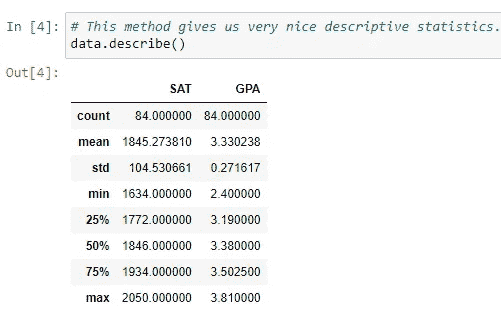 In [4]: # This method gives us very nice descriptive statistics.
data.describe()
Out[4]:
SAT GPA
count 84.000000 84.000000
mean 1845.273810 3.330238
std 104.530661 0.271617
min 1634.000000 2.400000
25% 1772.000000 3.190000
50% 1846.000000 3.380000
75% 1934.000000 3.502500
max 2050.000000 3.810000